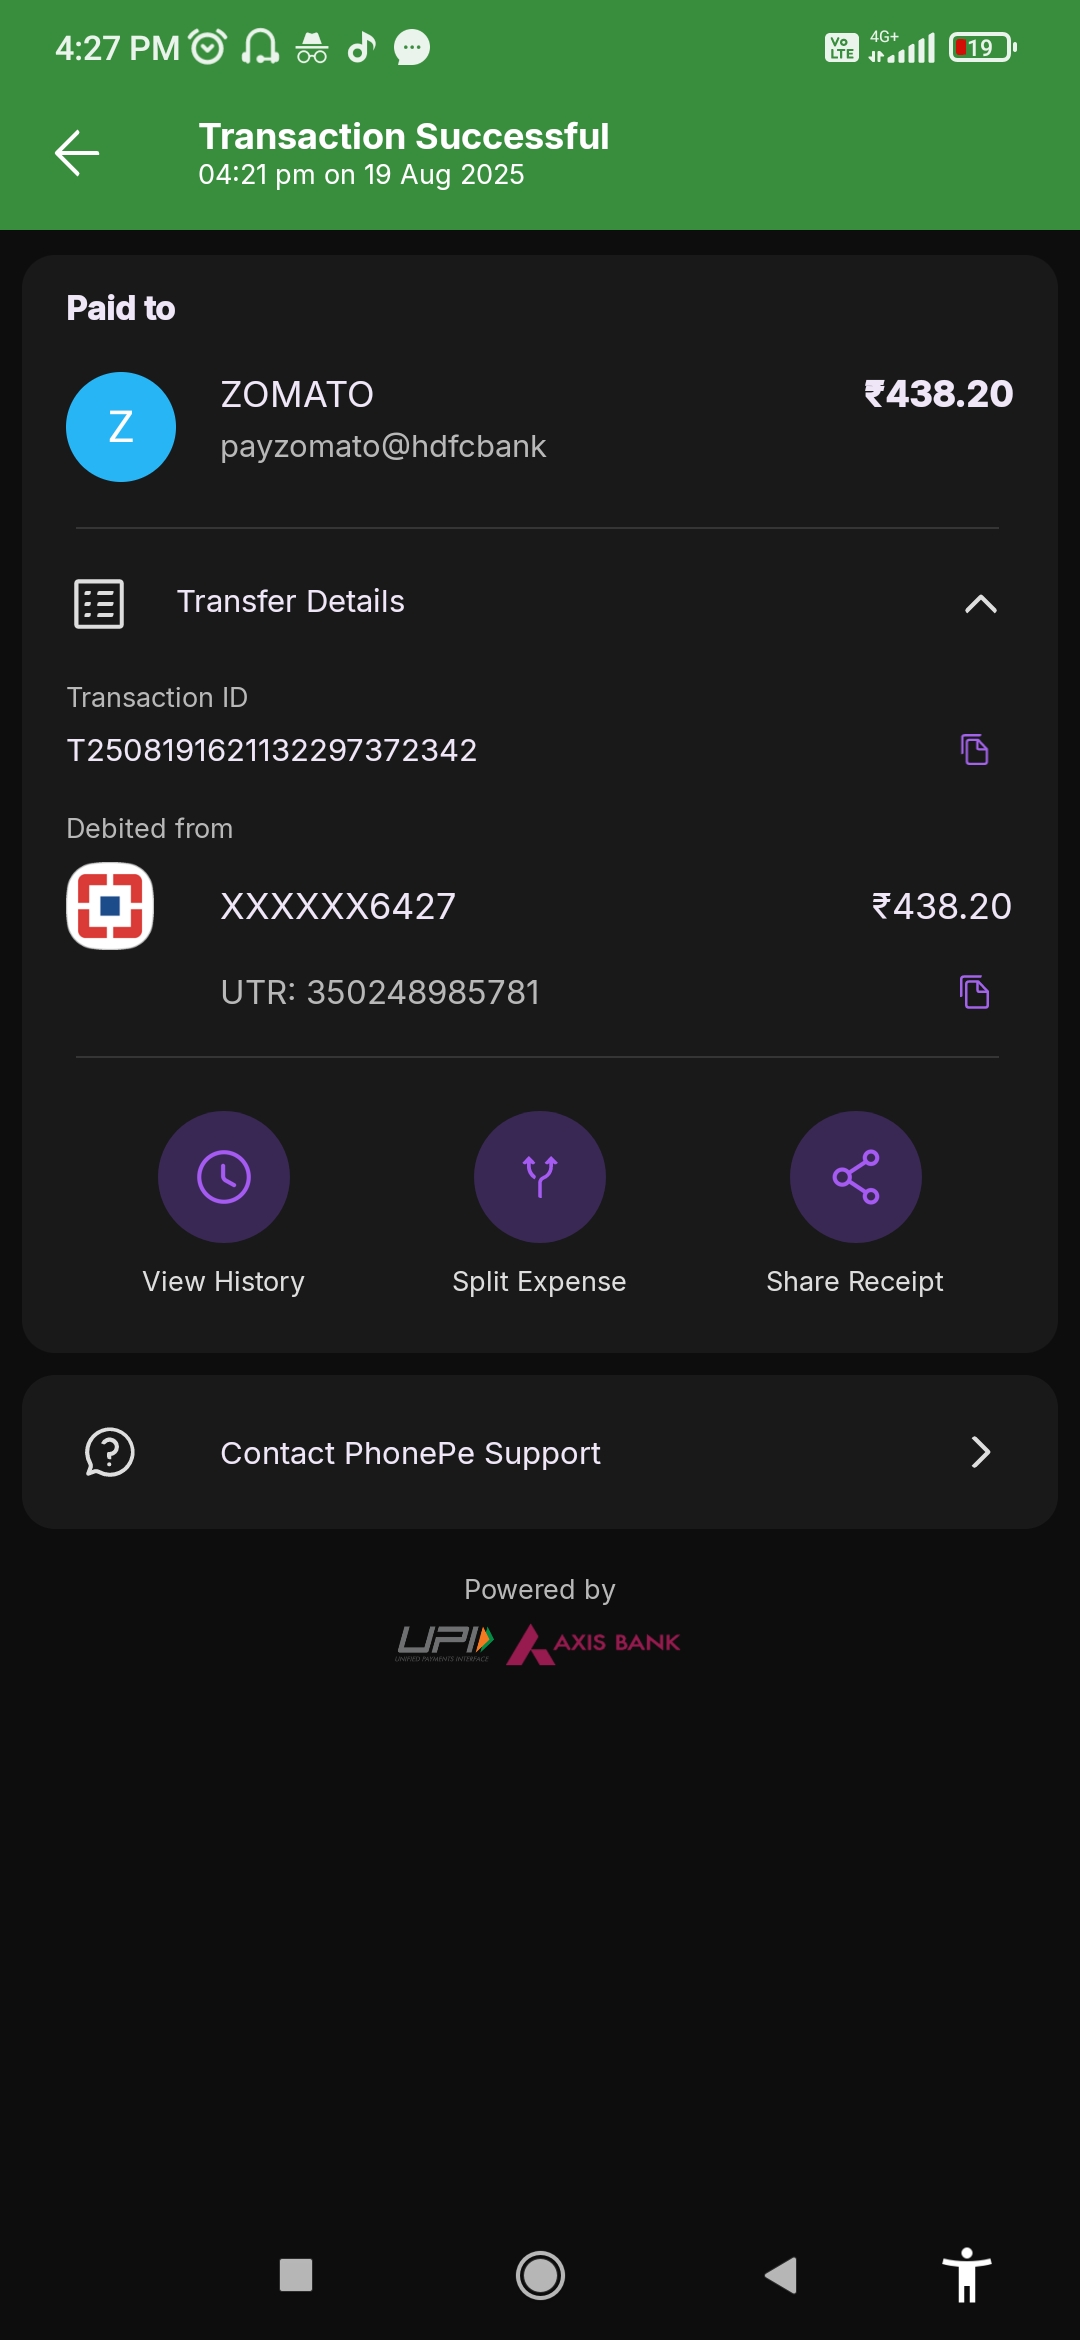 4:27 PM
Vo LTE 4G+ 19
Transaction Successful
04:21 pm on 19 Aug 2025
Paid to
Z ZOMATO ₹438.20
payzomato@hdfcbank
Transfer Details
Transaction ID
T2508191621132297372342
Debited from
XXXXXX6427 ₹438.20
UTR: 350248985781
View History Split Expense Share Receipt
Contact PhonePe Support
Powered by
UPI AXIS BANK
UNIFIED PAYMENTS INTERFACE